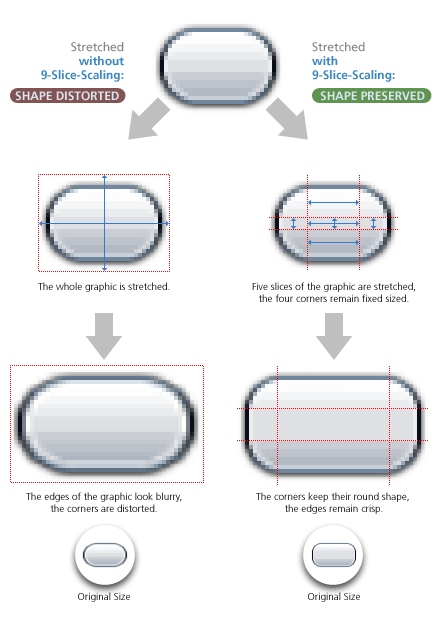 Stretched
without
9-Slice-Scaling:
SHAPE DISTORTED
Stretched
with
9-Slice-Scaling:
SHAPE PRESERVED
The whole graphic is stretched.
Five slices of the graphic are stretched,
the four corners remain fixed sized.
The edges of the graphic look blurry,
the corners are distorted.
The corners keep their round shape,
the edges remain crisp.
Original Size
Original Size